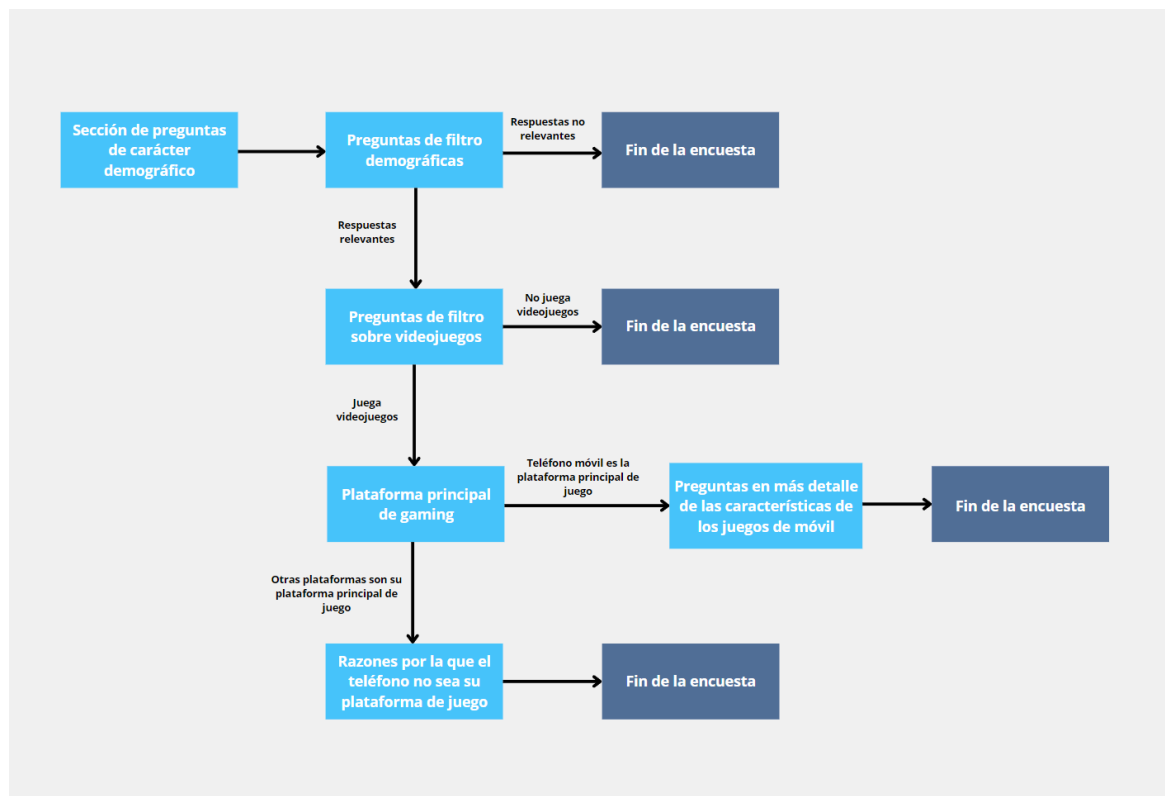 Sección de preguntas
de carácter
demográfico
Preguntas de filtro
demográficas
Respuestas no
relevantes
Fin de la encuesta
Respuestas
relevantes
Preguntas de filtro
sobre videojuegos
No juega
videojuegos
Fin de la encuesta
Juega
videojuegos
Plataforma principal
de gaming
Teléfono móvil es la
plataforma principal de
juego
Preguntas en más detalle
de las características de
los juegos de móvil
Fin de la encuesta
Otras plataformas son su
plataforma principal de
juego
Razones por la que el
teléfono no sea su
plataforma de juego
Fin de la encuesta